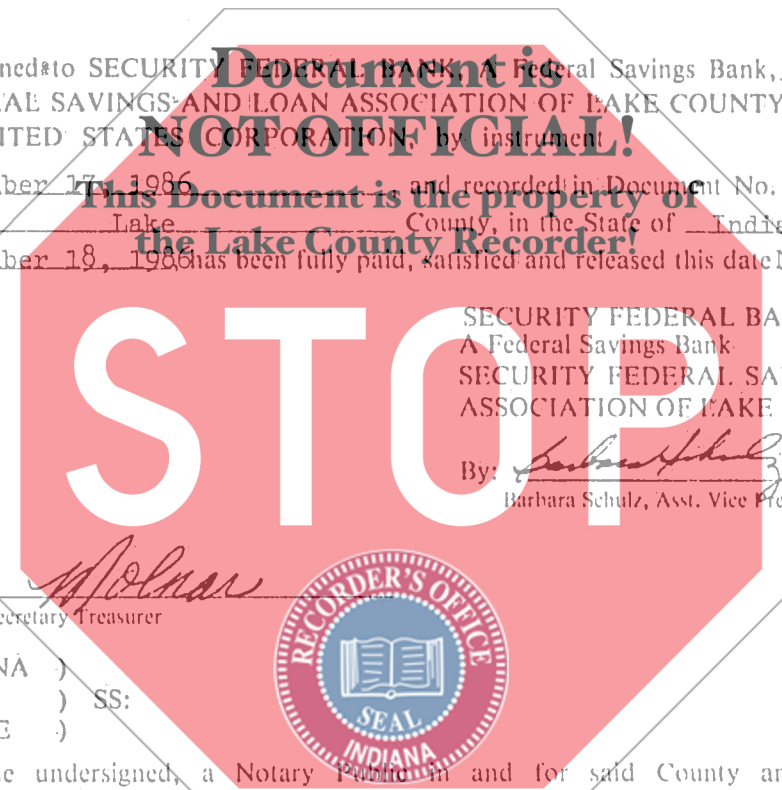 Document is
ned to SECURITY FEDERAL BANK, A Federal Savings Bank,
AL SAVINGS AND LOAN ASSOCIATION OF LAKE COUNTY
ITED STATES CORPORATION, by instrument
NOT OFFICIAL!
ber 17, 1986 and recorded in Document No.
This Document is the property of
Lake County, in the State of Indi
the Lake County Recorder!
ber 18, 1986 has been fully paid, satisfied and released this date
STOP
SECURITY FEDERAL BA
A Federal Savings Bank
SECURITY FEDERAL SA
ASSOCIATION OF LAKE
By: Barbara Schulz
Barbara Schulz, Asst. Vice Pre
Molnar
ecretary Treasurer
RECORDER'S OFFICE
SEAL
INDIANA
NA )
) SS:
E )
e undersigned, a Notary Public in and for said County an